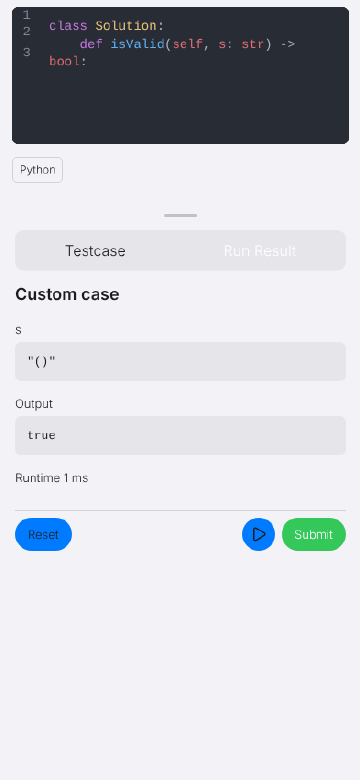 1
class Solution:
2
def isValid(self, s: str) ->
3
bool:
Python
Testcase
Run Result
Custom case
s
"()"
Output
true
Runtime 1 ms
Reset
Submit